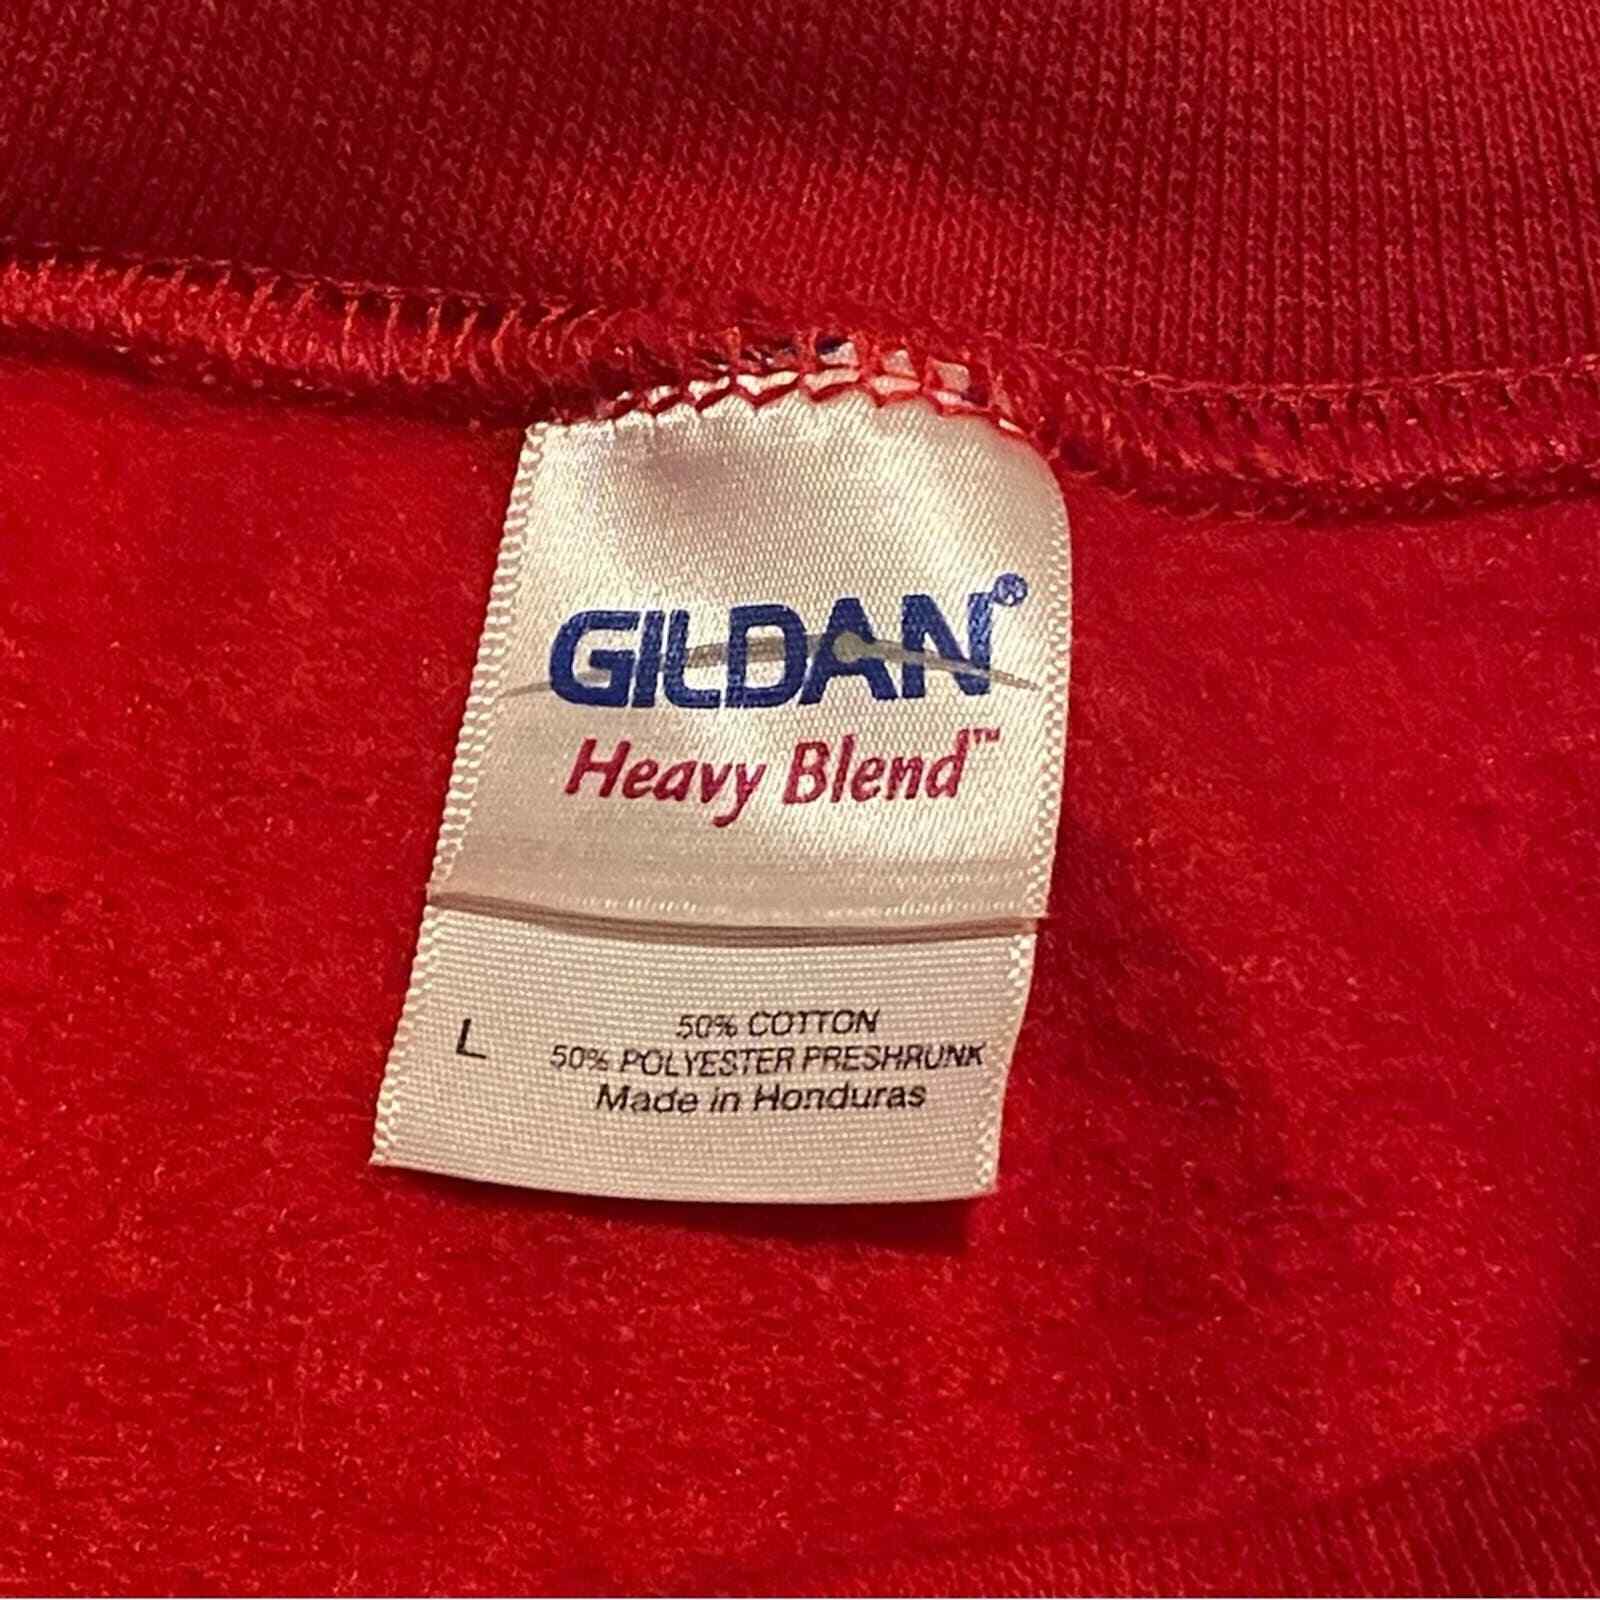 GILDAN®
Heavy Blend™
L
50% COTTON
50% POLYESTER PRESHRUNK
Made in Honduras